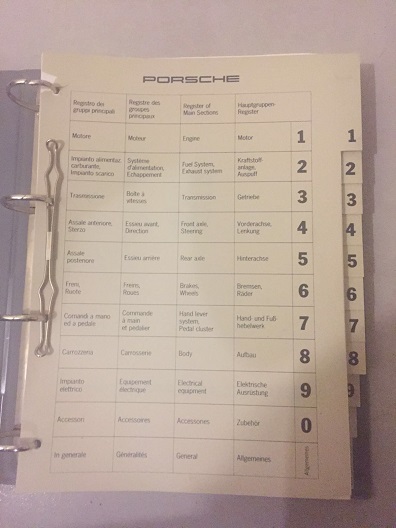 PORSCHE
Registro dei gruppi principali Registre des groupes principaux Register of Main Sections Hauptgruppen-Register
Motore Moteur Engine Motor 1 1
Impianto alimentaz. carburante, Impianto scarico Système d'alimentation, Echappement Fuel System, Exhaust system Kraftstoff-anlage, Auspuff 2 2
Trasmissione Boîte à vitesses Transmission Getriebe 3 3
Assale anteriore, Sterzo Essieu avant, Direction Front axle, Steering Vorderachse, Lenkung 4 4
Assale posteriore Essieu arrière Rear axle Hinterachse 5 5
Freni, Ruote Freins, Roues Brakes, Wheels Bremsen, Räder 6 6
Comandi a mano ed a pedale Commande à main et pédalier Hand lever system, Pedal cluster Hand- und Fuß-hebelwerk 7 7
Carrozzeria Carrosserie Body Aufbau 8 8
Impianto elettrico Equipement électrique Electrical equipment Elektrische Ausrüstung 9 9
Accessori Accessoires Accessories Zubehör 0
In generale Généralités General Allgemeines Allgemeines